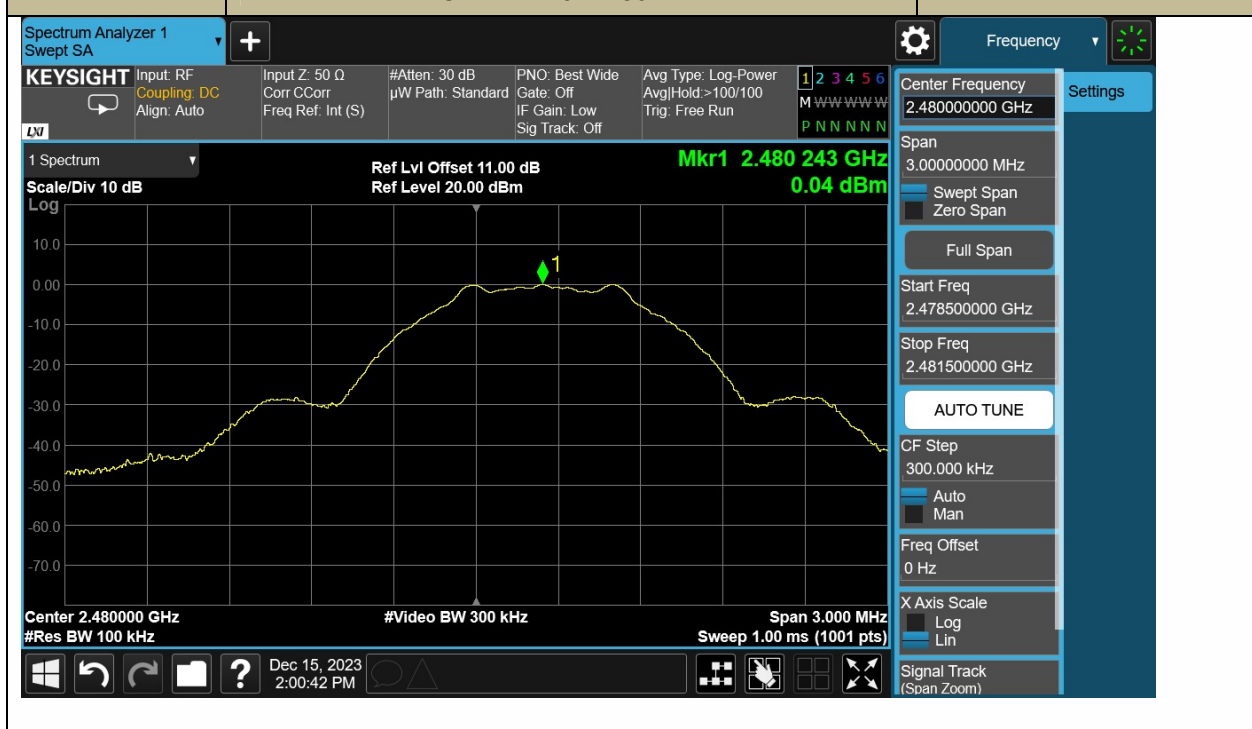 Spectrum Analyzer 1
Swept SA
Frequency
KEYSIGHT
LXI
Input: RF
Coupling: DC
Align: Auto
Input Z: 50 Ω
Corr CCorr
Freq Ref: Int (S)
#Atten: 30 dB
µW Path: Standard
PNO: Best Wide
Gate: Off
IF Gain: Low
Sig Track: Off
Avg Type: Log-Power
Avg|Hold:>100/100
Trig: Free Run
1 2 3 4 5 6
M W W W W W
P N N N N N
Center Frequency
2.480000000 GHz
Settings
Span
3.00000000 MHz
Swept Span
Zero Span
Full Span
Start Freq
2.478500000 GHz
Stop Freq
2.481500000 GHz
AUTO TUNE
CF Step
300.000 kHz
Auto
Man
Freq Offset
0 Hz
X Axis Scale
Log
Lin
Signal Track
(Span Zoom)
1 Spectrum
Scale/Div 10 dB
Log
Ref Lvl Offset 11.00 dB
Ref Level 20.00 dBm
Mkr1 2.480 243 GHz
0.04 dBm
1
10.0
0.00
-10.0
-20.0
-30.0
-40.0
-50.0
-60.0
-70.0
Center 2.480000 GHz
#Res BW 100 kHz
#Video BW 300 kHz
Span 3.000 MHz
Sweep 1.00 ms (1001 pts)
?
Dec 15, 2023
2:00:42 PM